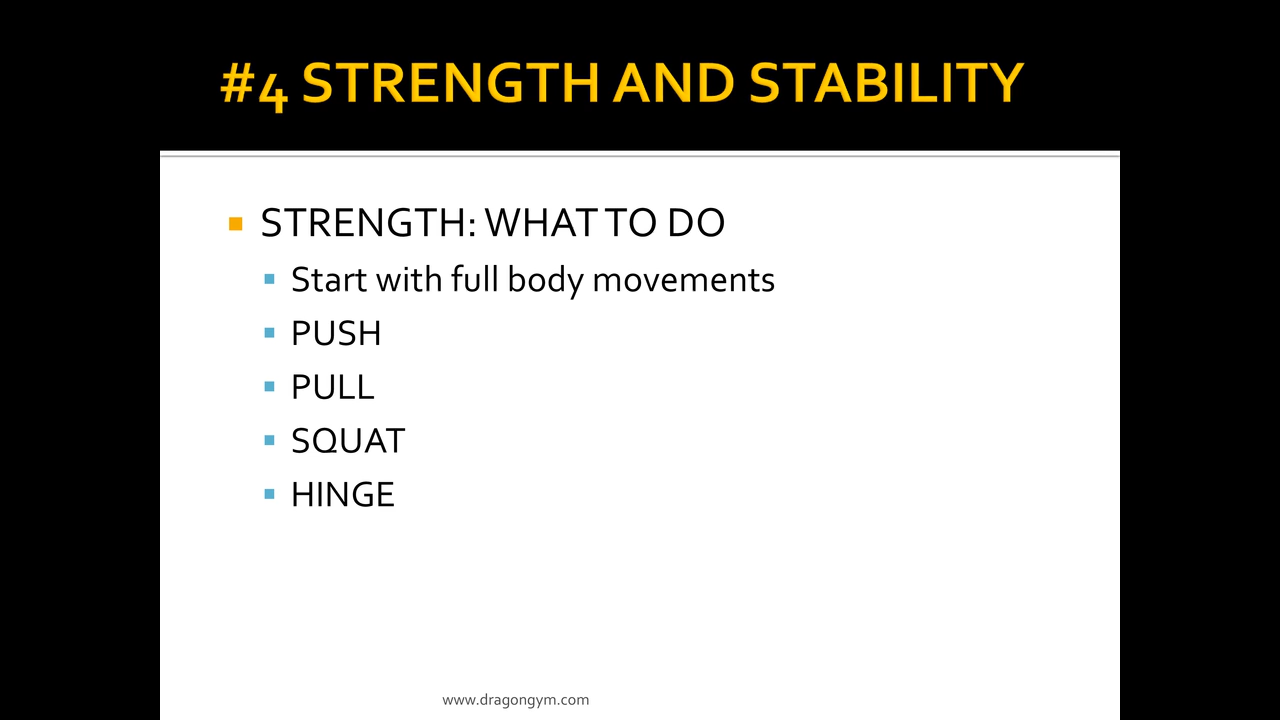 #4 STRENGTH AND STABILITY
STRENGTH: WHAT TO DO
Start with full body movements
PUSH
PULL
SQUAT
HINGE
www.dragongym.com